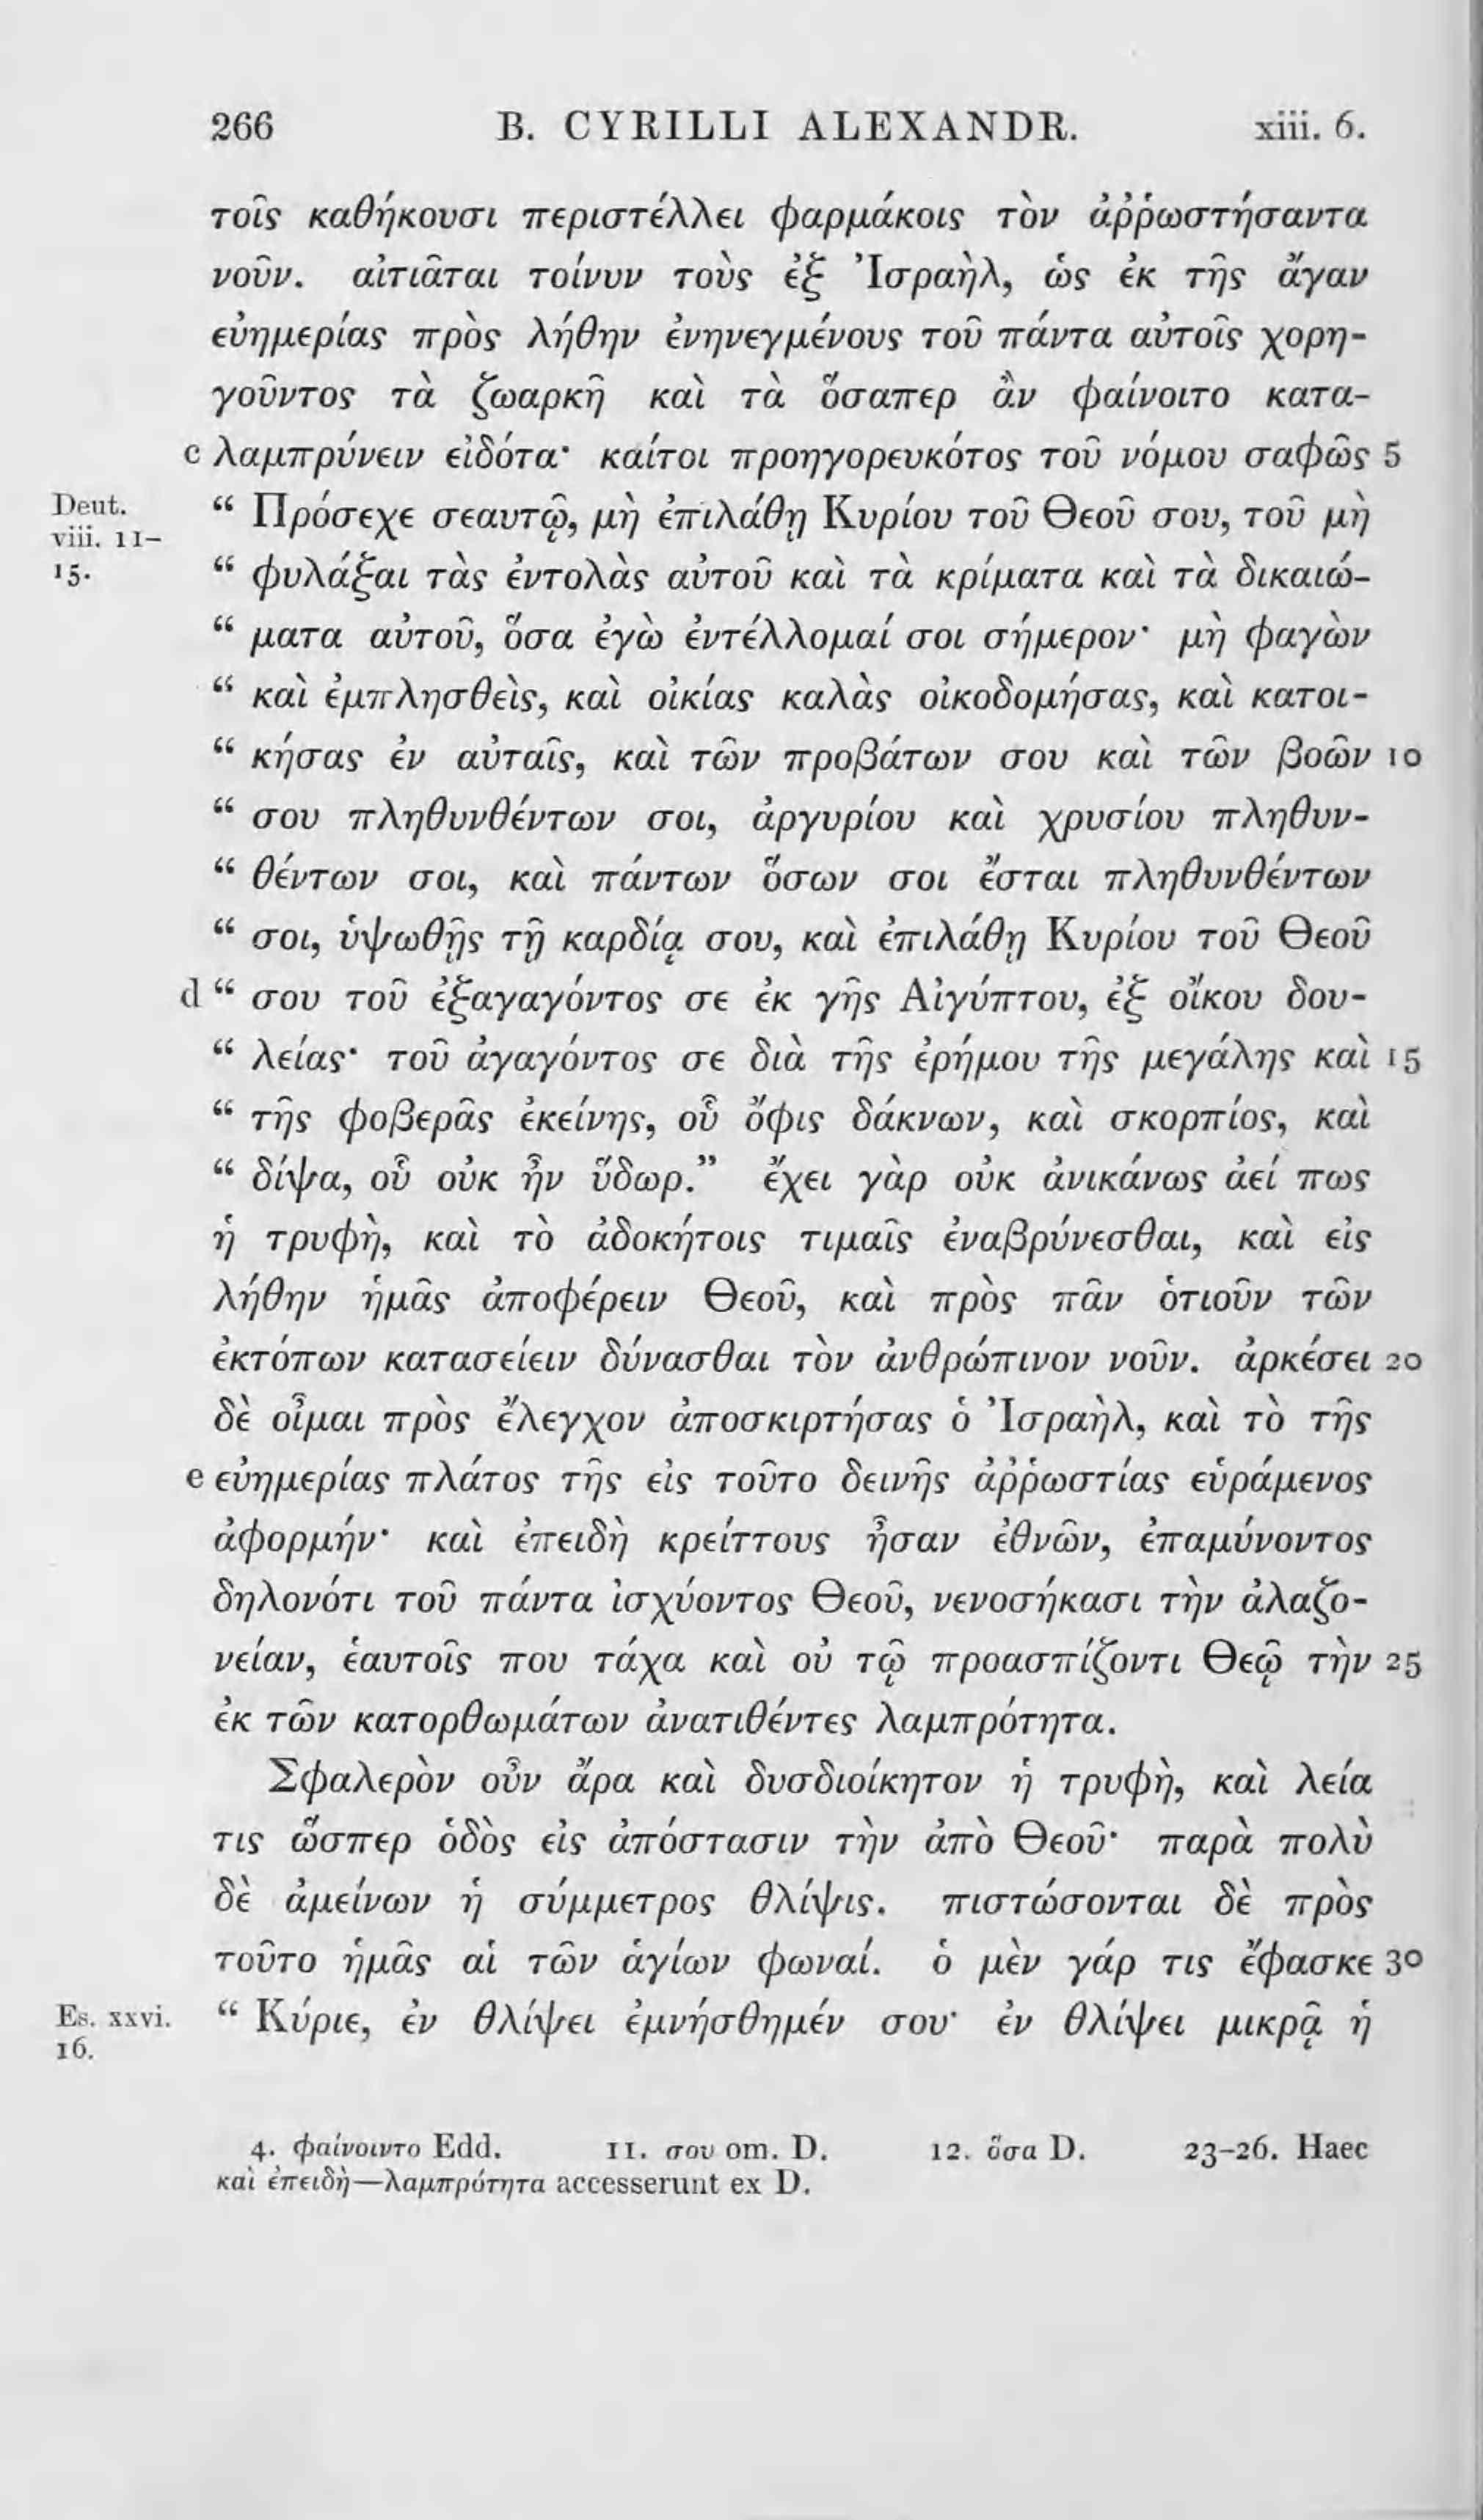 266 B. CYRILLI ALEXANDR. xiii. 6.
τοῖς καθήκουσι περιστέλλει φαρμάκοις τὸν ἀῤῥωστήσαντα
νοῦν. αἰτιᾶται τοίνυν τοὺς ἐξ Ἰσραὴλ, ὡς ἐκ τῆς ἄγαν
εὐημερίας πρὸς λήθην ἐνηνεγμένους τοῦ πάντα αὐτοῖς χορη-
γοῦντος τὰ ζωαρκῆ καὶ τὰ ὅσαπερ ἂν φαίνοιτο κατα-
c λαμπρύνειν εἰδότα· καίτοι προηγορευκότος τοῦ νόμου σαφῶς 5
Deut. viii. 11-15. “ Πρόσεχε σεαυτῷ, μὴ ἐπιλάθῃ Κυρίου τοῦ Θεοῦ σου, τοῦ μὴ
“ φυλάξαι τὰς ἐντολὰς αὐτοῦ καὶ τὰ κρίματα καὶ τὰ δικαιώ-
“ ματα αὐτοῦ, ὅσα ἐγὼ ἐντέλλομαί σοι σήμερον· μὴ φαγὼν
“ καὶ ἐμπλησθεὶς, καὶ οἰκίας καλὰς οἰκοδομήσας, καὶ κατοι-
“ κήσας ἐν αὐταῖς, καὶ τῶν προβάτων σου καὶ τῶν βοῶν 10
“ σου πληθυνθέντων σοι, ἀργυρίου καὶ χρυσίου πληθυν-
“ θέντων σοι, καὶ πάντων ὅσων σοι ἔσται πληθυνθέντων
“ σοι, ὑψωθῇς τῇ καρδίᾳ σου, καὶ ἐπιλάθῃ Κυρίου τοῦ Θεοῦ
d “ σου τοῦ ἐξαγαγόντος σε ἐκ γῆς Αἰγύπτου, ἐξ οἴκου δου-
“ λείας· τοῦ ἀγαγόντος σε διὰ τῆς ἐρήμου τῆς μεγάλης καὶ 15
“ τῆς φοβερᾶς ἐκείνης, οὗ ὄφις δάκνων, καὶ σκορπίος, καὶ
“ δίψα, οὗ οὐκ ἦν ὕδωρ.” ἔχει γὰρ οὐκ ἀνικάνως ἀεί πως
ἡ τρυφὴ, καὶ τὸ ἀδοκήτοις τιμαῖς ἐναβρύνεσθαι, καὶ εἰς
λήθην ἡμᾶς ἀποφέρειν Θεοῦ, καὶ πρὸς πᾶν ὁτιοῦν τῶν
ἐκτόπων κατασείειν δύνασθαι τὸν ἀνθρώπινον νοῦν. ἀρκέσει 20
δὲ οἶμαι πρὸς ἔλεγχον ἀποσκιρτήσας ὁ Ἰσραὴλ, καὶ τὸ τῆς
e εὐημερίας πλάτος τῆς εἰς τοῦτο δεινῆς ἀῤῥωστίας εὑράμενος
ἀφορμήν· καὶ ἐπειδὴ κρείττους ἦσαν ἐθνῶν, ἐπαμύνοντος
δηλονότι τοῦ πάντα ἰσχύοντος Θεοῦ, νενοσήκασι τὴν ἀλαζο-
νείαν, ἑαυτοῖς που τάχα καὶ οὐ τῷ προασπίζοντι Θεῷ τὴν 25
ἐκ τῶν κατορθωμάτων ἀνατιθέντες λαμπρότητα.
Σφαλερὸν οὖν ἄρα καὶ δυσδιοίκητον ἡ τρυφὴ, καὶ λεία
τις ὥσπερ ὁδὸς εἰς ἀπόστασιν τὴν ἀπὸ Θεοῦ· παρὰ πολὺ
δὲ ἀμείνων ἡ σύμμετρος θλίψις. πιστώσονται δὲ πρὸς
τοῦτο ἡμᾶς αἱ τῶν ἁγίων φωναί. ὁ μὲν γάρ τις ἔφασκε 30
Es. xxvi. 16. “ Κύριε, ἐν θλίψει ἐμνήσθημέν σου· ἐν θλίψει μικρᾷ ἡ
4. φαίνοιντο Edd. 11. σου om. D. 12. ὅσα D. 23-26. Haec
καὶ ἐπειδὴ—λαμπρότητα accesserunt ex D.